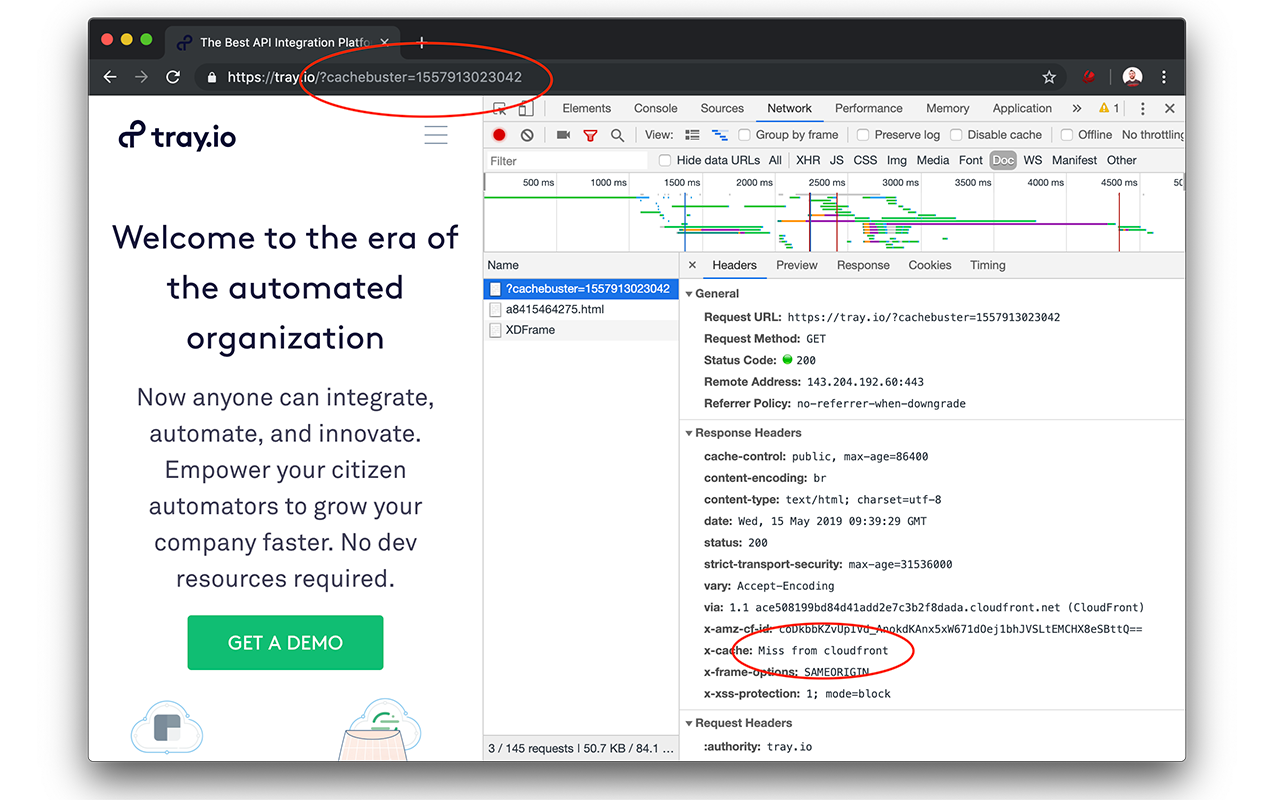 The Best API Integration Platfo
https://tray.io/?cachebuster=1557913023042
tray.io
Welcome to the era of
the automated
organization
Now anyone can integrate,
automate, and innovate.
Empower your citizen
automators to grow your
company faster. No dev
resources required.
GET A DEMO
Elements Console Sources Network Performance Memory Application » 1
View: Group by frame Preserve log Disable cache Offline No throttling
Filter Hide data URLs All XHR JS CSS Img Media Font Doc WS Manifest Other
500 ms 1000 ms 1500 ms 2000 ms 2500 ms 3000 ms 3500 ms 4000 ms 4500 ms
Name
?cachebuster=1557913023042
a8415464275.html
XDFrame
3 / 145 requests | 50.7 KB / 84.1 ...
Headers Preview Response Cookies Timing
General
Request URL: https://tray.io/?cachebuster=1557913023042
Request Method: GET
Status Code: 200
Remote Address: 143.204.192.60:443
Referrer Policy: no-referrer-when-downgrade
Response Headers
cache-control: public, max-age=86400
content-encoding: br
content-type: text/html; charset=utf-8
date: Wed, 15 May 2019 09:39:29 GMT
status: 200
strict-transport-security: max-age=31536000
vary: Accept-Encoding
via: 1.1 ace508199bd84d41add2e7c3b2f8dada.cloudfront.net (CloudFront)
x-amz-cf-id: coDkbbKZvUpIVd_AnokdKAnx5xW671dOej1bhJVSLtEMCHX8eSBttQ==
x-cache: Miss from cloudfront
x-frame-options: SAMEORIGIN
x-xss-protection: 1; mode=block
Request Headers
:authority: tray.io